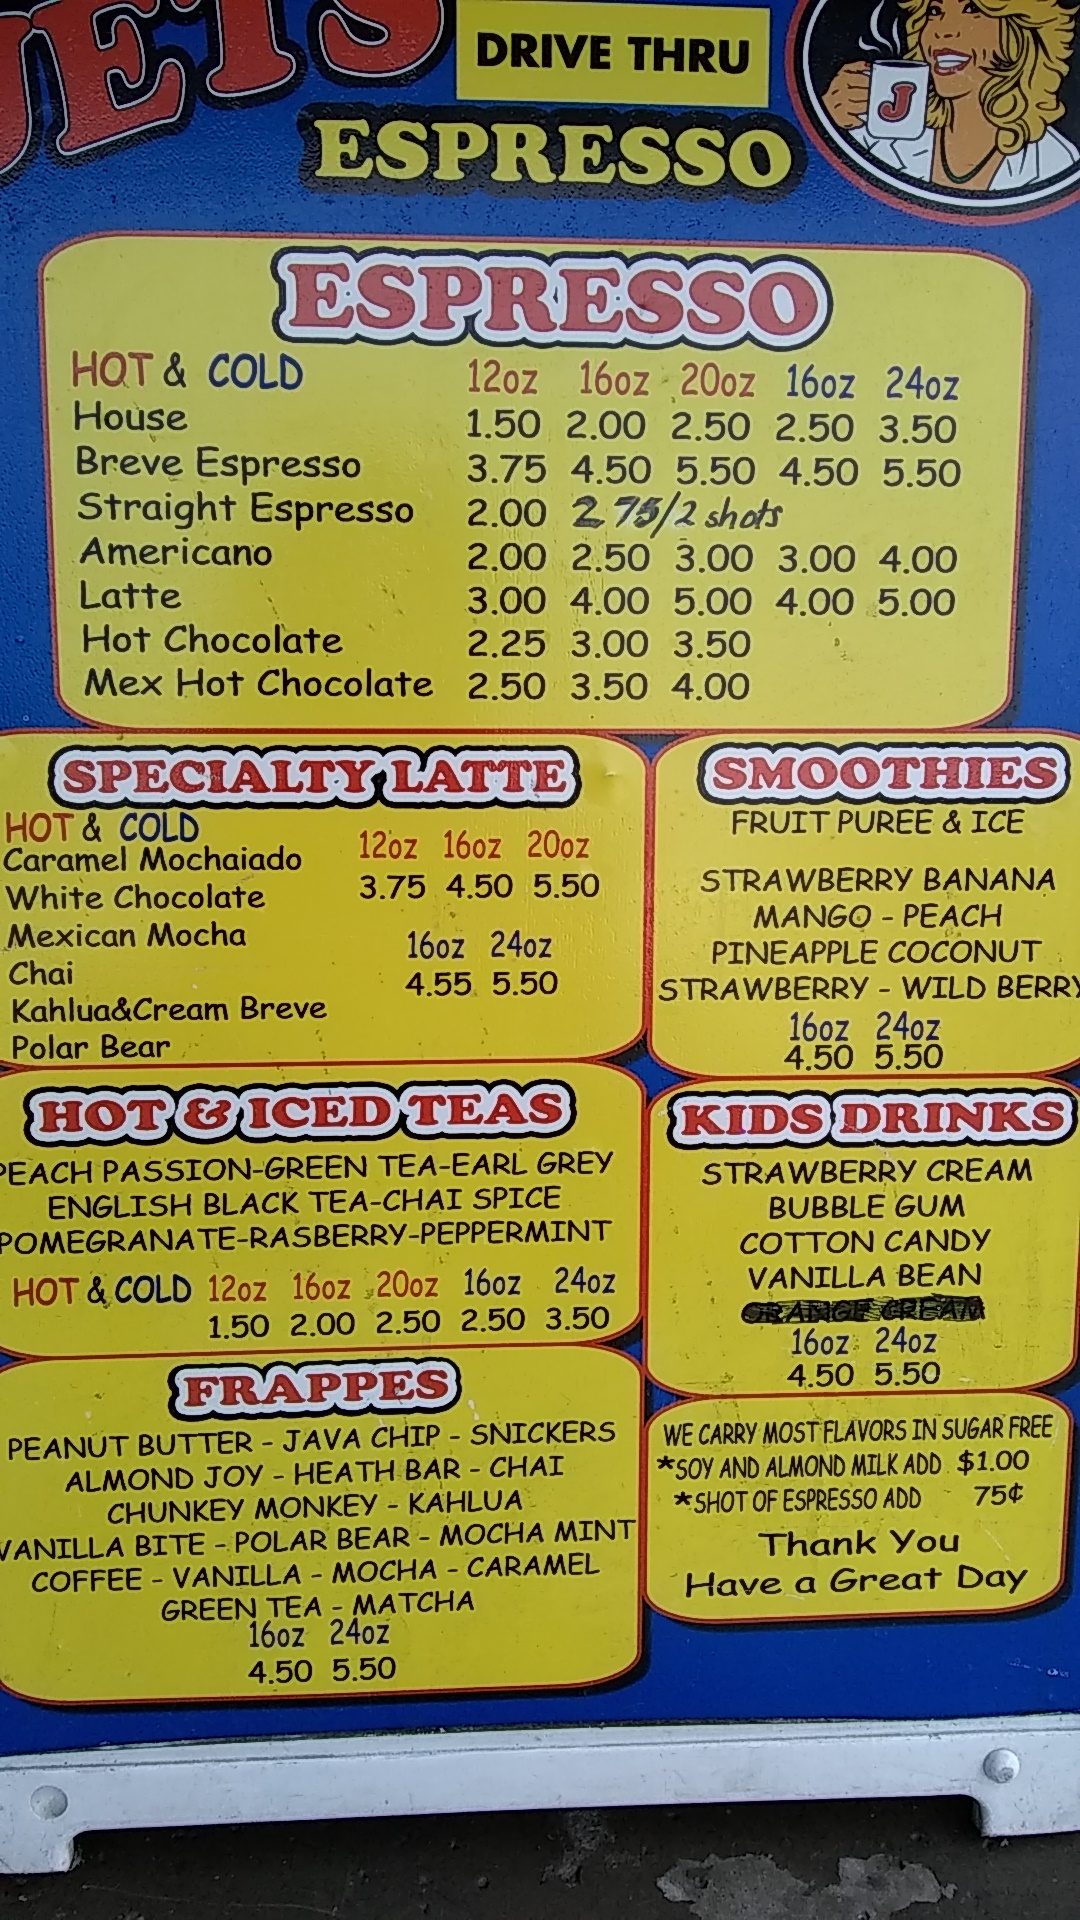 DRIVE THRU
ESPRESSO
J
ESPRESSO
HOT & COLD 12oz 16oz 20oz 16oz 24oz
House 1.50 2.00 2.50 2.50 3.50
Breve Espresso 3.75 4.50 5.50 4.50 5.50
Straight Espresso 2.00 2.75/2 shots
Americano 2.00 2.50 3.00 3.00 4.00
Latte 3.00 4.00 5.00 4.00 5.00
Hot Chocolate 2.25 3.00 3.50
Mex Hot Chocolate 2.50 3.50 4.00
SPECIALTY LATTE
HOT & COLD
12oz 16oz 20oz
Caramel Mochaiado
3.75 4.50 5.50
White Chocolate
Mexican Mocha
16oz 24oz
Chai
4.55 5.50
Kahlua&Cream Breve
Polar Bear
SMOOTHIES
FRUIT PUREE & ICE
STRAWBERRY BANANA
MANGO - PEACH
PINEAPPLE COCONUT
STRAWBERRY - WILD BERRY
16oz 24oz
4.50 5.50
HOT & ICED TEAS
PEACH PASSION-GREEN TEA-EARL GREY
ENGLISH BLACK TEA-CHAI SPICE
POMEGRANATE-RASBERRY-PEPPERMINT
HOT & COLD 12oz 16oz 20oz 16oz 24oz
1.50 2.00 2.50 2.50 3.50
KIDS DRINKS
STRAWBERRY CREAM
BUBBLE GUM
COTTON CANDY
VANILLA BEAN
ORANGE CREAM
16oz 24oz
4.50 5.50
FRAPPES
PEANUT BUTTER - JAVA CHIP - SNICKERS
ALMOND JOY - HEATH BAR - CHAI
CHUNKEY MONKEY - KAHLUA
VANILLA BITE - POLAR BEAR - MOCHA MINT
COFFEE - VANILLA - MOCHA - CARAMEL
GREEN TEA - MATCHA
16oz 24oz
4.50 5.50
WE CARRY MOST FLAVORS IN SUGAR FREE
*SOY AND ALMOND MILK ADD $1.00
*SHOT OF ESPRESSO ADD 75¢
Thank You
Have a Great Day